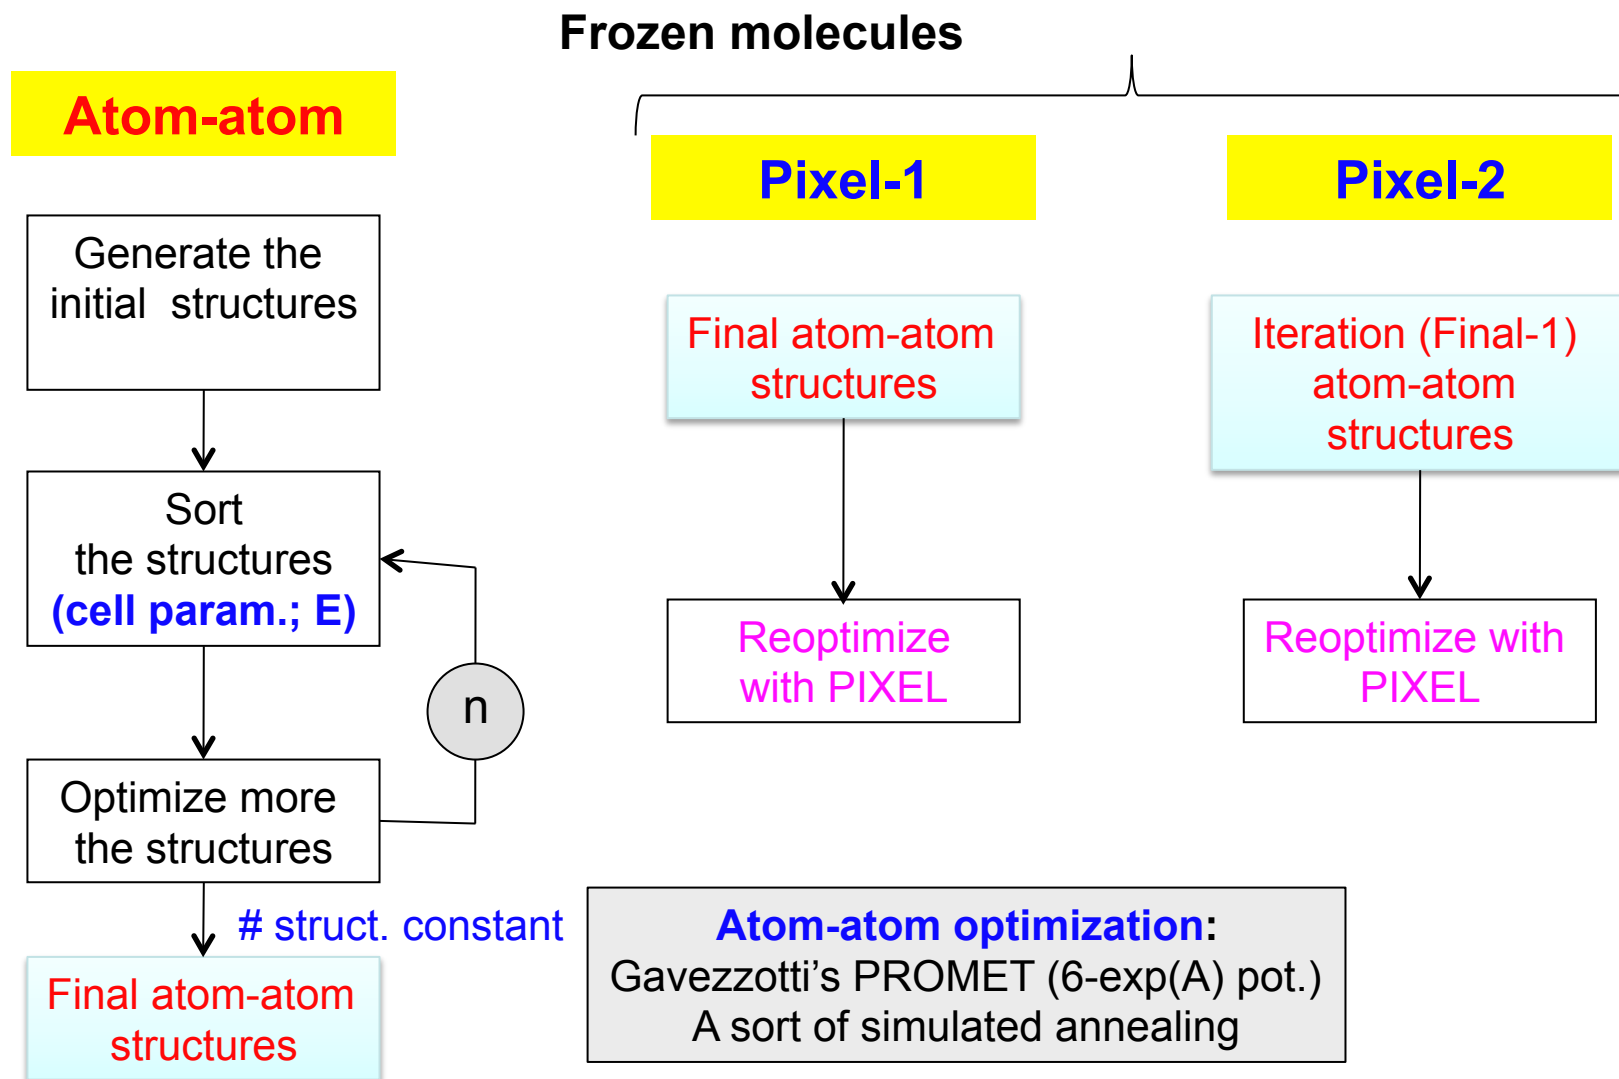 Frozen molecules
Atom-atom
Generate the
initial structures
Sort
the structures
(cell param.; E)
n
Optimize more
the structures
# struct. constant
Final atom-atom
structures
Pixel-1
Final atom-atom
structures
Reoptimize
with PIXEL
Pixel-2
Iteration (Final-1)
atom-atom
structures
Reoptimize with
PIXEL
Atom-atom optimization:
Gavezzotti’s PROMET (6-exp(A) pot.)
A sort of simulated annealing